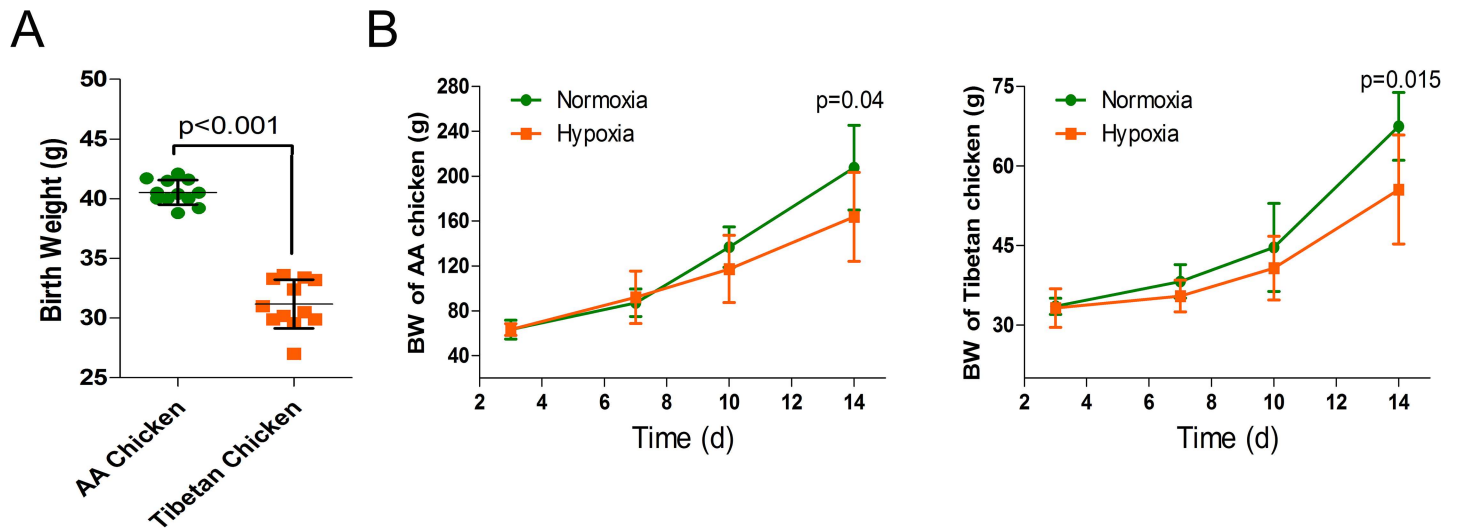 A
Birth Weight (g)
50
45
40
35
30
25
p<0.001
AA Chicken
Tibetan Chicken
B
BW of AA chicken (g)
280
240
200
160
120
80
40
Normoxia
Hypoxia
p=0.04
2 4 6 8 10 12 14
Time (d)
BW of Tibetan chicken (g)
75
60
45
30
Normoxia
Hypoxia
p=0.015
2 4 6 8 10 12 14
Time (d)